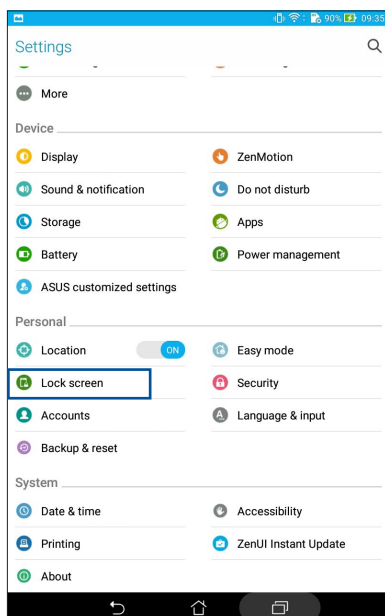 90% 09:35
Settings
More
Device
Display ZenMotion
Sound & notification Do not disturb
Storage Apps
Battery Power management
ASUS customized settings
Personal
Location ON Easy mode
Lock screen Security
Accounts A Language & input
Backup & reset
System
Date & time Accessibility
Printing ZenUI Instant Update
About